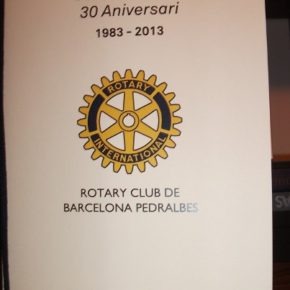 30 Aniversari
1983 - 2013
ROTARY
INTERNATIONAL
ROTARY CLUB DE
BARCELONA PEDRALBES